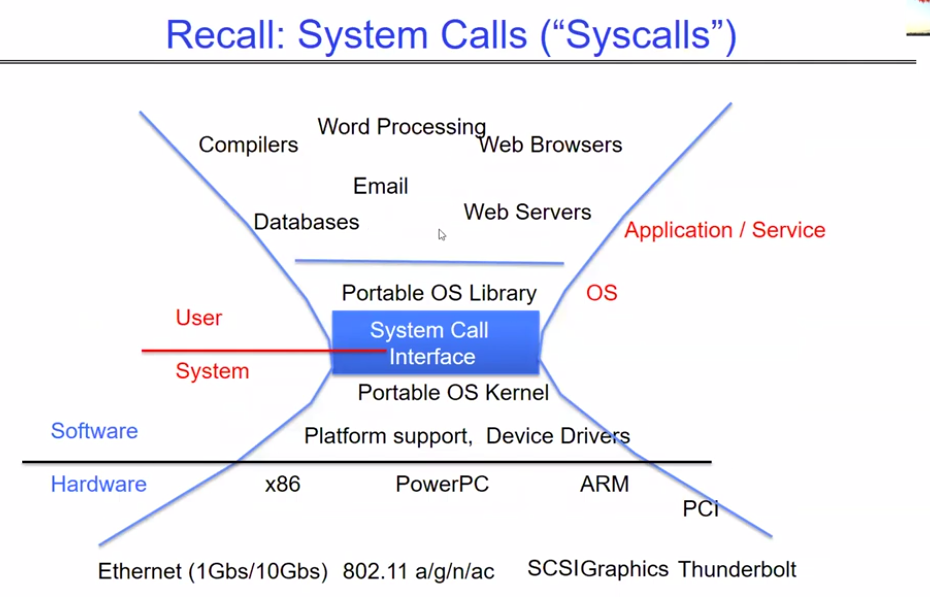 Recall: System Calls (“Syscalls”)
Word Processing
Compilers
Web Browsers
Email
Web Servers
Databases
Application / Service
Portable OS Library
OS
User
System Call
Interface
System
Portable OS Kernel
Software
Platform support, Device Drivers
Hardware
x86
PowerPC
ARM
PCI
Ethernet (1Gbs/10Gbs)
802.11 a/g/n/ac
SCSI
Graphics
Thunderbolt